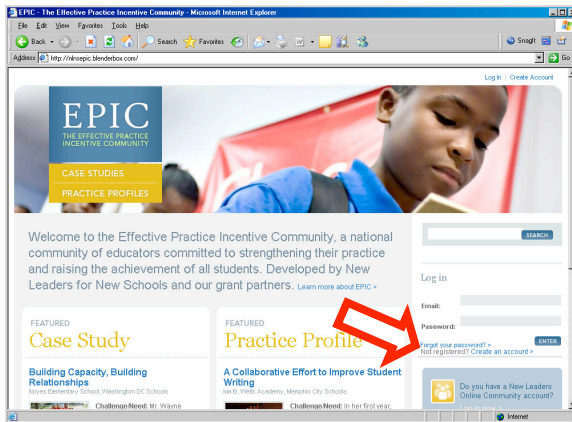 EPIC - The Effective Practice Incentive Community - Microsoft Internet Explorer
File Edit View Favorites Tools Help
Back Search Favorites SnagIt
Address http://nlnsepic.blenderbox.com/ Go
Log In | Create Account
EPIC
THE EFFECTIVE PRACTICE
INCENTIVE COMMUNITY
CASE STUDIES
PRACTICE PROFILES
Welcome to the Effective Practice Incentive Community, a national
community of educators committed to strengthening their practice
and raising the achievement of all students. Developed by New
Leaders for New Schools and our grant partners. Learn more about EPIC >
SEARCH
Log in
Email:
Password:
Forgot your password? >
ENTER
Not registered? Create an account >
FEATURED
Case Study
Building Capacity, Building
Relationships
Noyes Elementary School, Washington DC Schools
Challenge/Need: Mr. Wayne
FEATURED
Practice Profile
A Collaborative Effort to Improve Student
Writing
Ida B. Wells Academy, Memphis City Schools
Challenge/Need: In her first year,
Do you have a New Leaders
Online Community account?
Internet